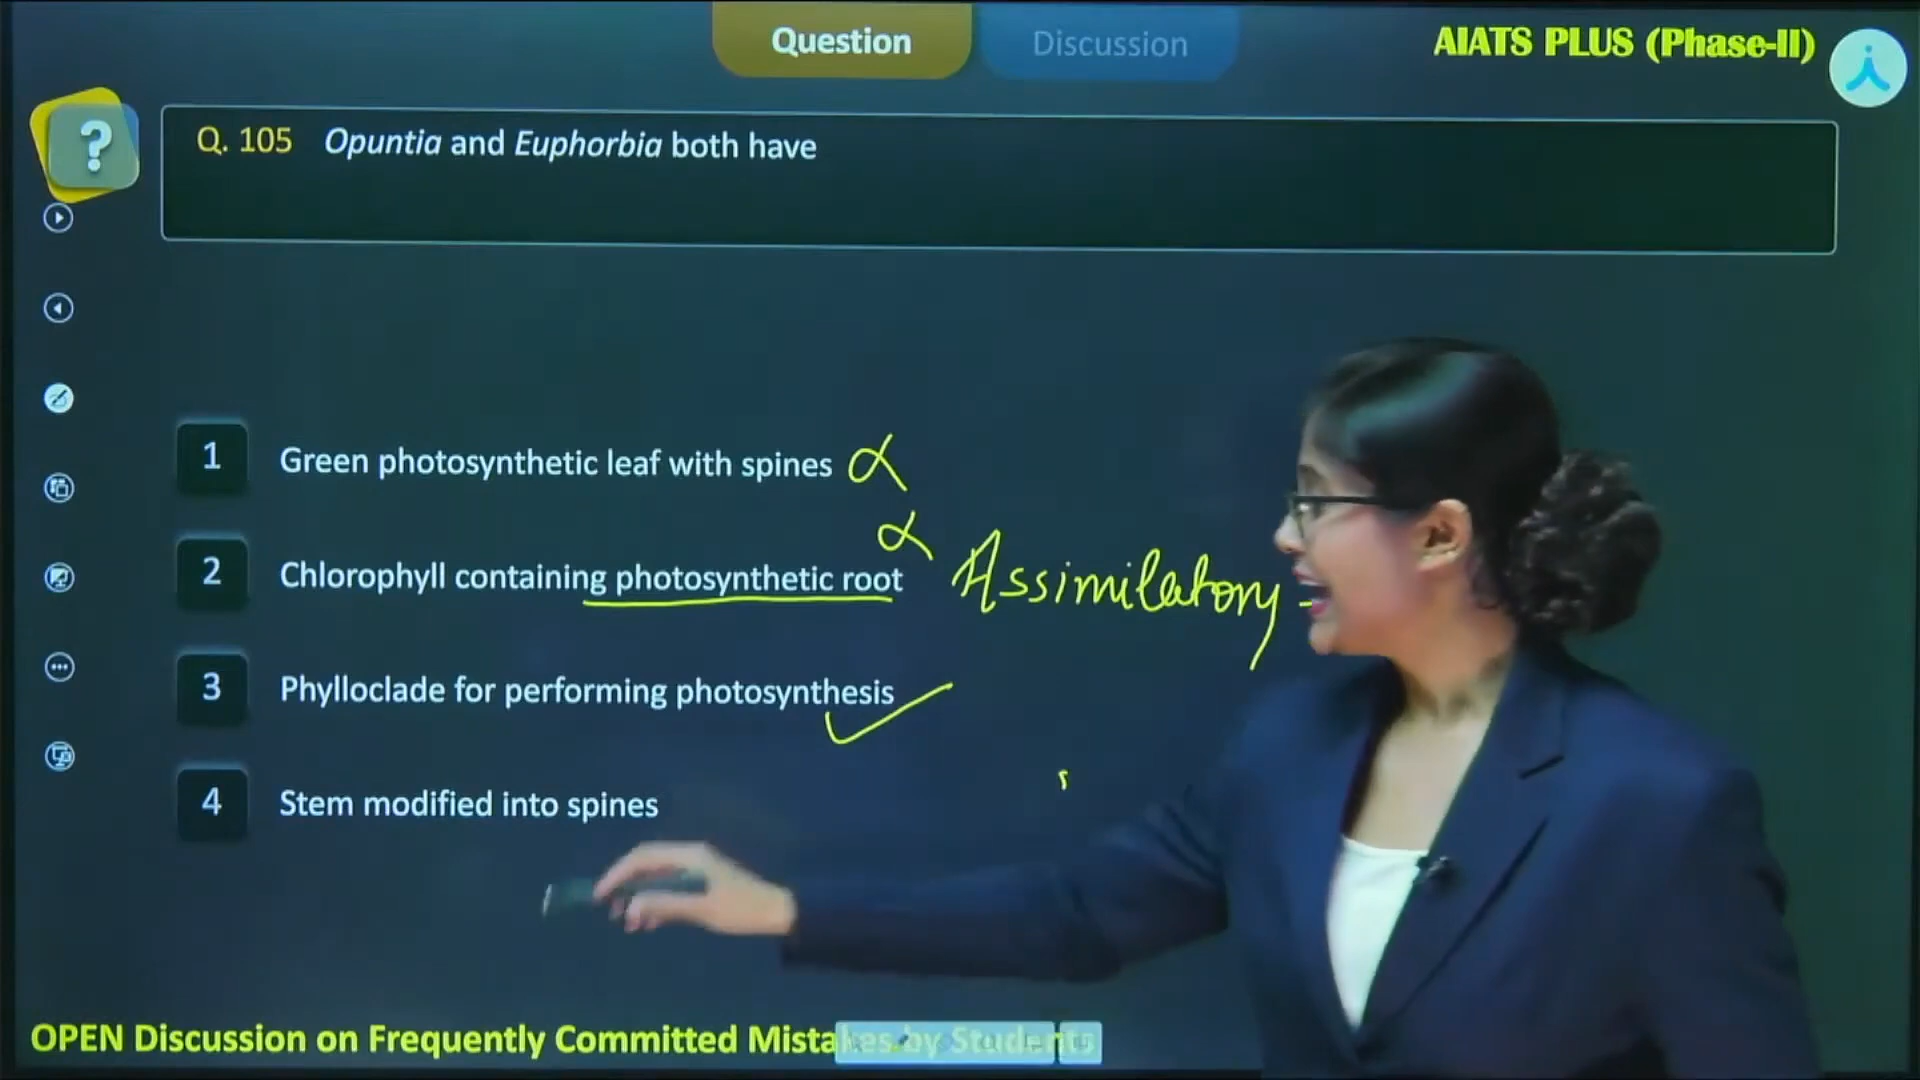 Question
Discussion
AIATS PLUS (Phase-II)
?
Q. 105 Opuntia and Euphorbia both have
1 Green photosynthetic leaf with spines
2 Chlorophyll containing photosynthetic root
Assimilatory
3 Phylloclade for performing photosynthesis
4 Stem modified into spines
OPEN Discussion on Frequently Committed Mistakes by Students